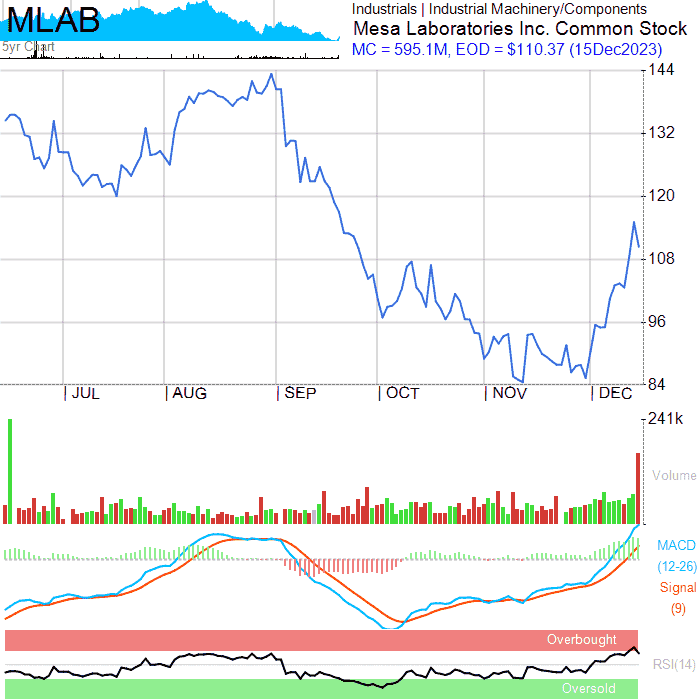 MLAB
5yr Chart
Industrials | Industrial Machinery/Components
Mesa Laboratories Inc. Common Stock
MC = 595.1M, EOD = $110.37 (15Dec2023)
144
132
120
108
96
84
JUL AUG SEP OCT NOV DEC
241k
Volume
MACD
(12-26)
Signal
(9)
Overbought
RSI(14)
Oversold